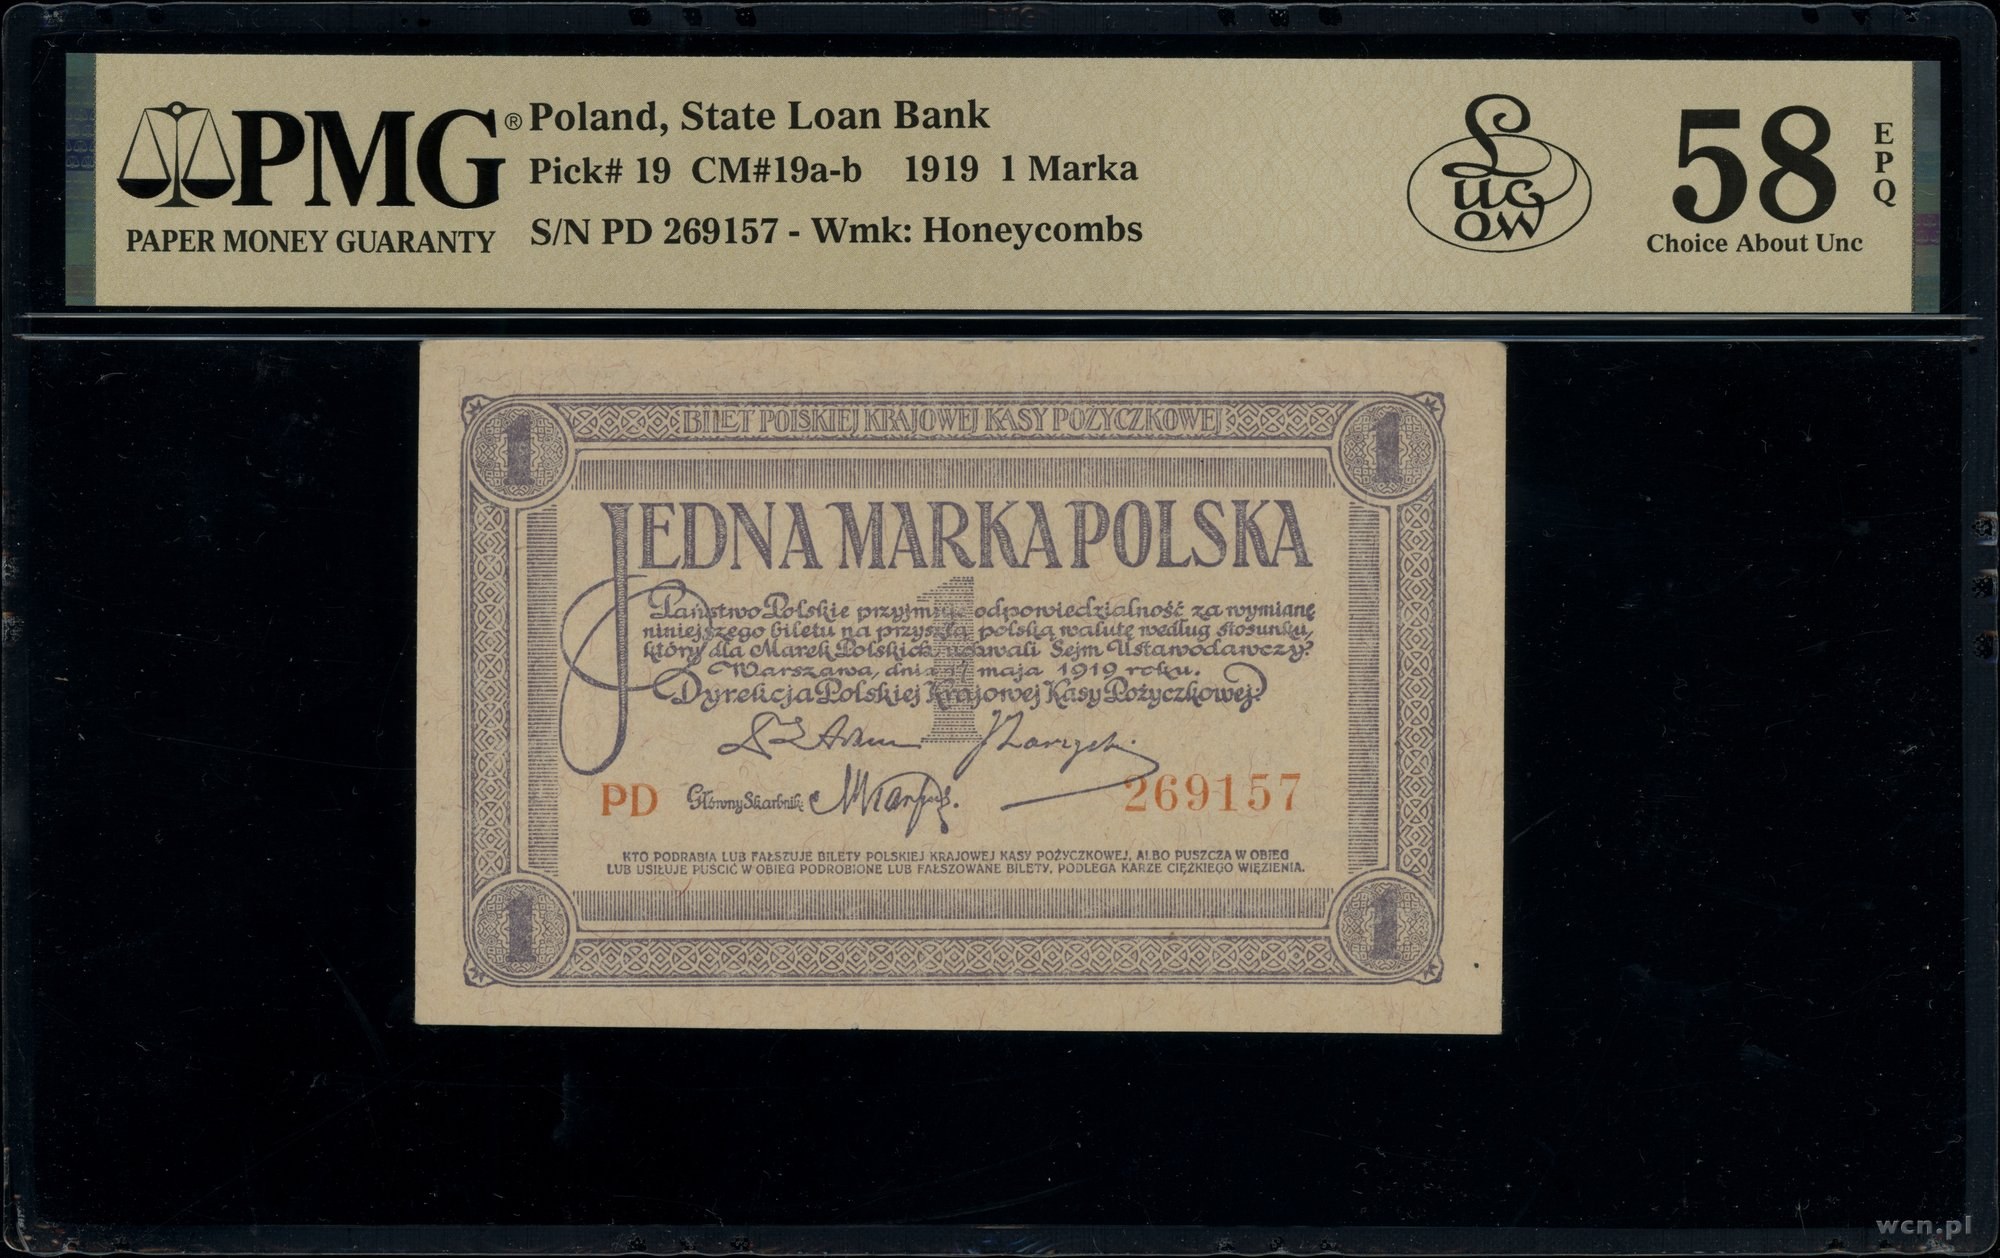 PMG®
PAPER MONEY GUARANTY
Poland, State Loan Bank
Pick# 19 CM#19a-b 1919 1 Marka
S/N PD 269157 - Wmk: Honeycombs
Lucow
58
EPQ
Choice About Unc
BILET POLSKIEJ KRAJOWEJ KASY POŻYCZKOWEJ
1 1
JEDNA MARKA POLSKA
1
Państwo Polskie przyjmuje odpowiedzialność za wymianę
niniejszego biletu na przyszłą polską walutę według stosunku,
który dla Marek Polskich uchwali Sejm Ustawodawczy.
Warszawa, dnia 17 maja 1919 roku.
Dyrekcja Polskiej Krajowej Kasy Pożyczkowej:
PD Główny Skarbnik: 269157
KTO PODRABIA LUB FAŁSZUJE BILETY POLSKIEJ KRAJOWEJ KASY POŻYCZKOWEJ, ALBO PUSZCZA W OBIEG
LUB USIŁUJE PUŚCIĆ W OBIEG PODROBIONE LUB FAŁSZOWANE BILETY, PODLEGA KARZE CIĘŻKIEGO WIĘZIENIA.
1 1
wcn.pl